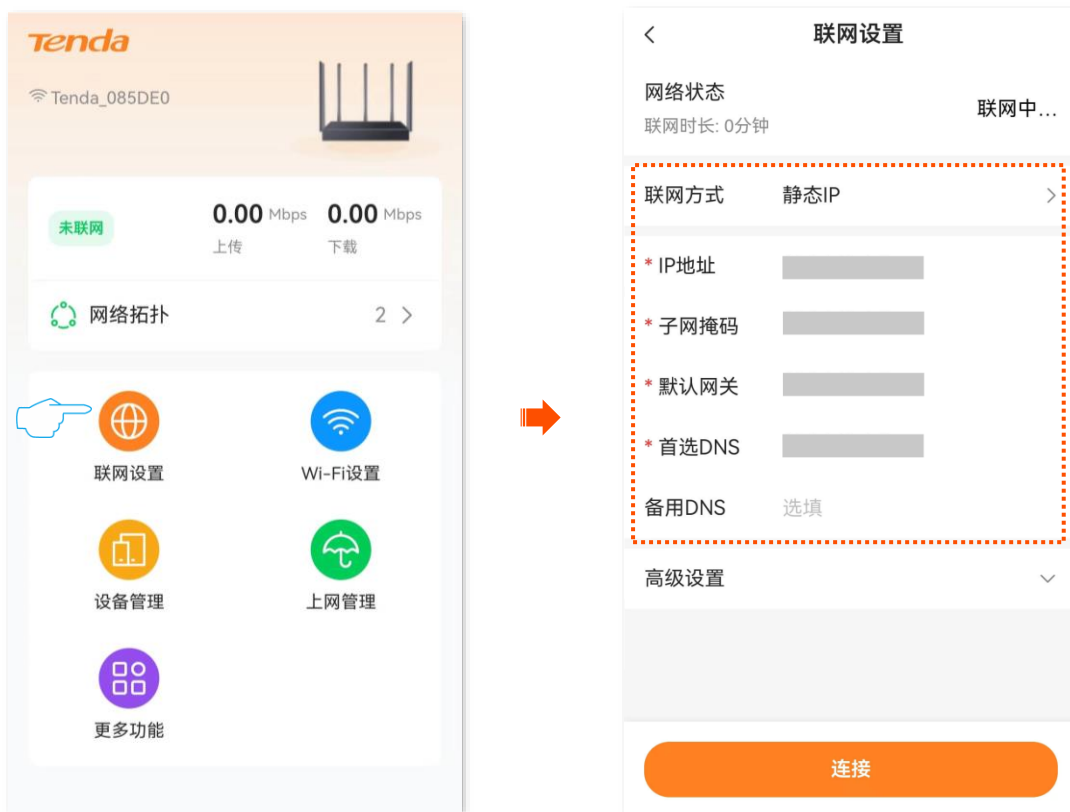 Tenda
Tenda_085DE0
未联网
0.00 Mbps 0.00 Mbps
上传 下载
网络拓扑 2
联网设置 Wi-Fi设置
设备管理 上网管理
更多功能
联网设置
网络状态
联网时长: 0分钟
联网中...
联网方式 静态IP
* IP地址
* 子网掩码
* 默认网关
* 首选DNS
备用DNS 选填
高级设置
连接